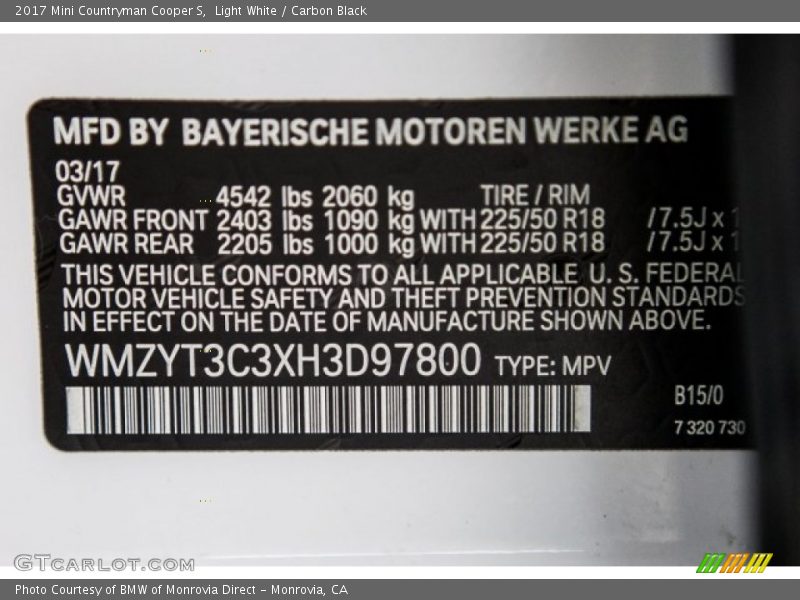 2017 Mini Countryman Cooper S, Light White / Carbon Black
MFD BY BAYERISCHE MOTOREN WERKE AG
03/17
GVWR 4542 lbs 2060 kg TIRE / RIM
GAWR FRONT 2403 lbs 1090 kg WITH 225/50 R18 /7.5J x
GAWR REAR 2205 lbs 1000 kg WITH 225/50 R18 /7.5J x
THIS VEHICLE CONFORMS TO ALL APPLICABLE U. S. FEDERAL
MOTOR VEHICLE SAFETY AND THEFT PREVENTION STANDARDS
IN EFFECT ON THE DATE OF MANUFACTURE SHOWN ABOVE.
WMZYT3C3XH3D97800 TYPE: MPV
B15/0
7 320 730
GTcarlot.com
Photo Courtesy of BMW of Monrovia Direct - Monrovia, CA